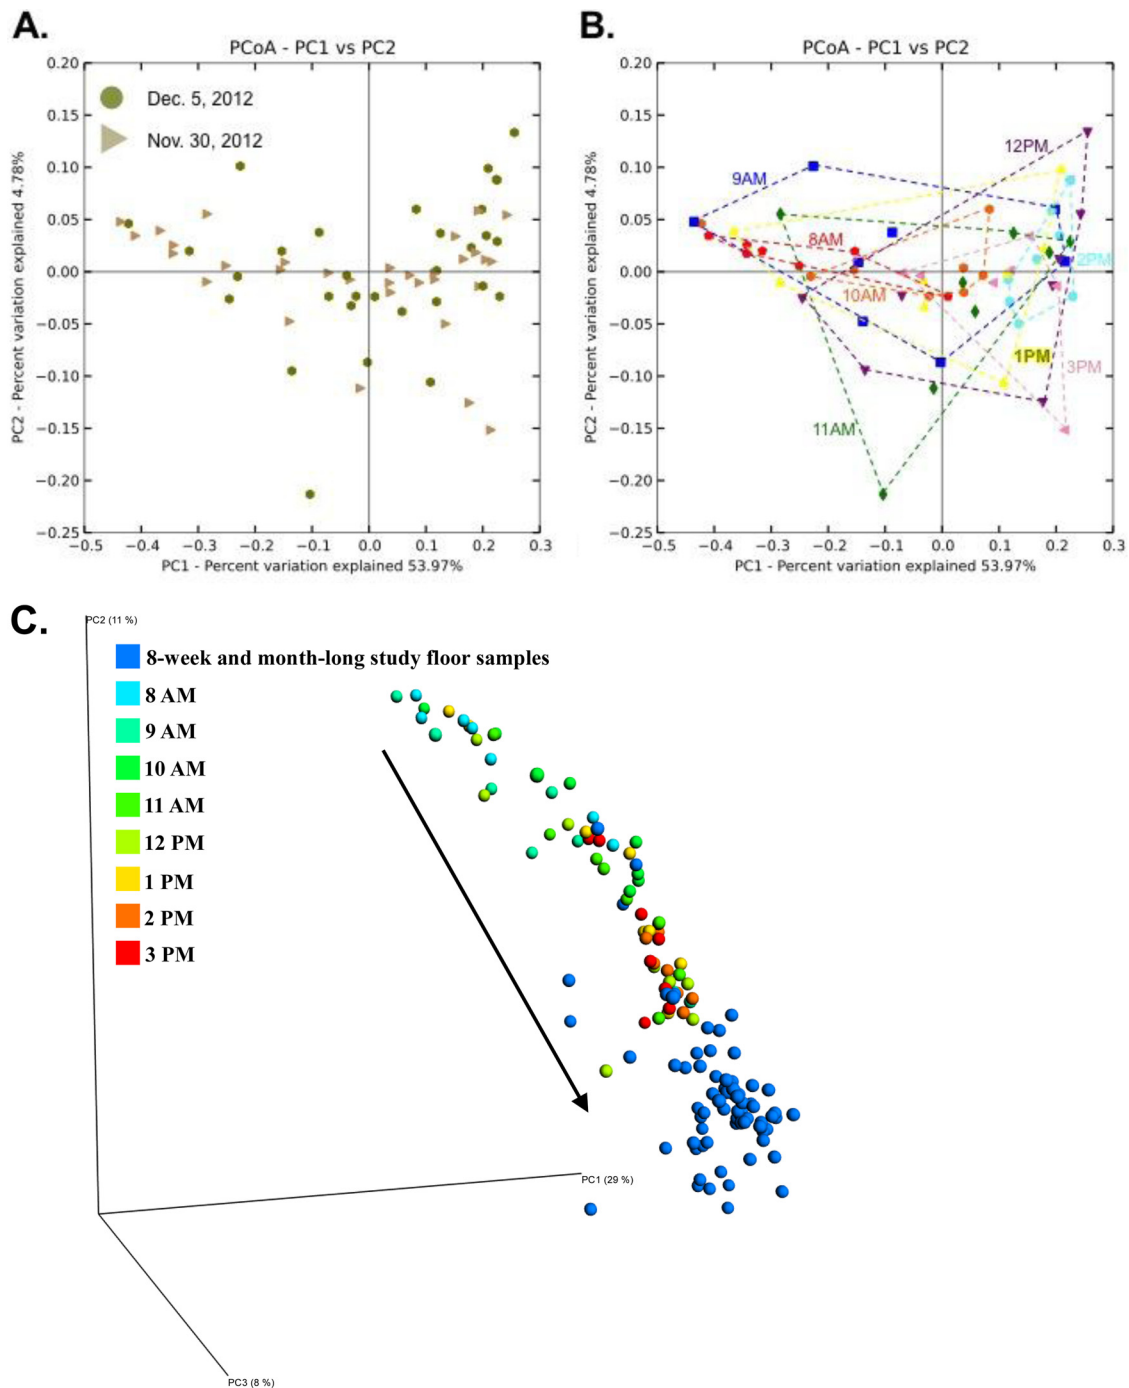 A.
PCoA - PC1 vs PC2
0.20
0.15
0.10
0.05
0.00
−0.05
−0.10
−0.15
−0.20
−0.25
PC2 - Percent variation explained 4.78%
Dec. 5, 2012
Nov. 30, 2012
−0.5 −0.4 −0.3 −0.2 −0.1 0.0 0.1 0.2 0.3
PC1 - Percent variation explained 53.97%
B.
PCoA - PC1 vs PC2
0.20
0.15
0.10
0.05
0.00
−0.05
−0.10
−0.15
−0.20
−0.25
PC2 - Percent variation explained 4.78%
12PM
9AM
8AM
2PM
10AM
1PM
3PM
11AM
−0.5 −0.4 −0.3 −0.2 −0.1 0.0 0.1 0.2 0.3
PC1 - Percent variation explained 53.97%
C.
PC2 (11 %)
8-week and month-long study floor samples
8 AM
9 AM
10 AM
11 AM
12 PM
1 PM
2 PM
3 PM
PC1 (29 %)
PC3 (8 %)